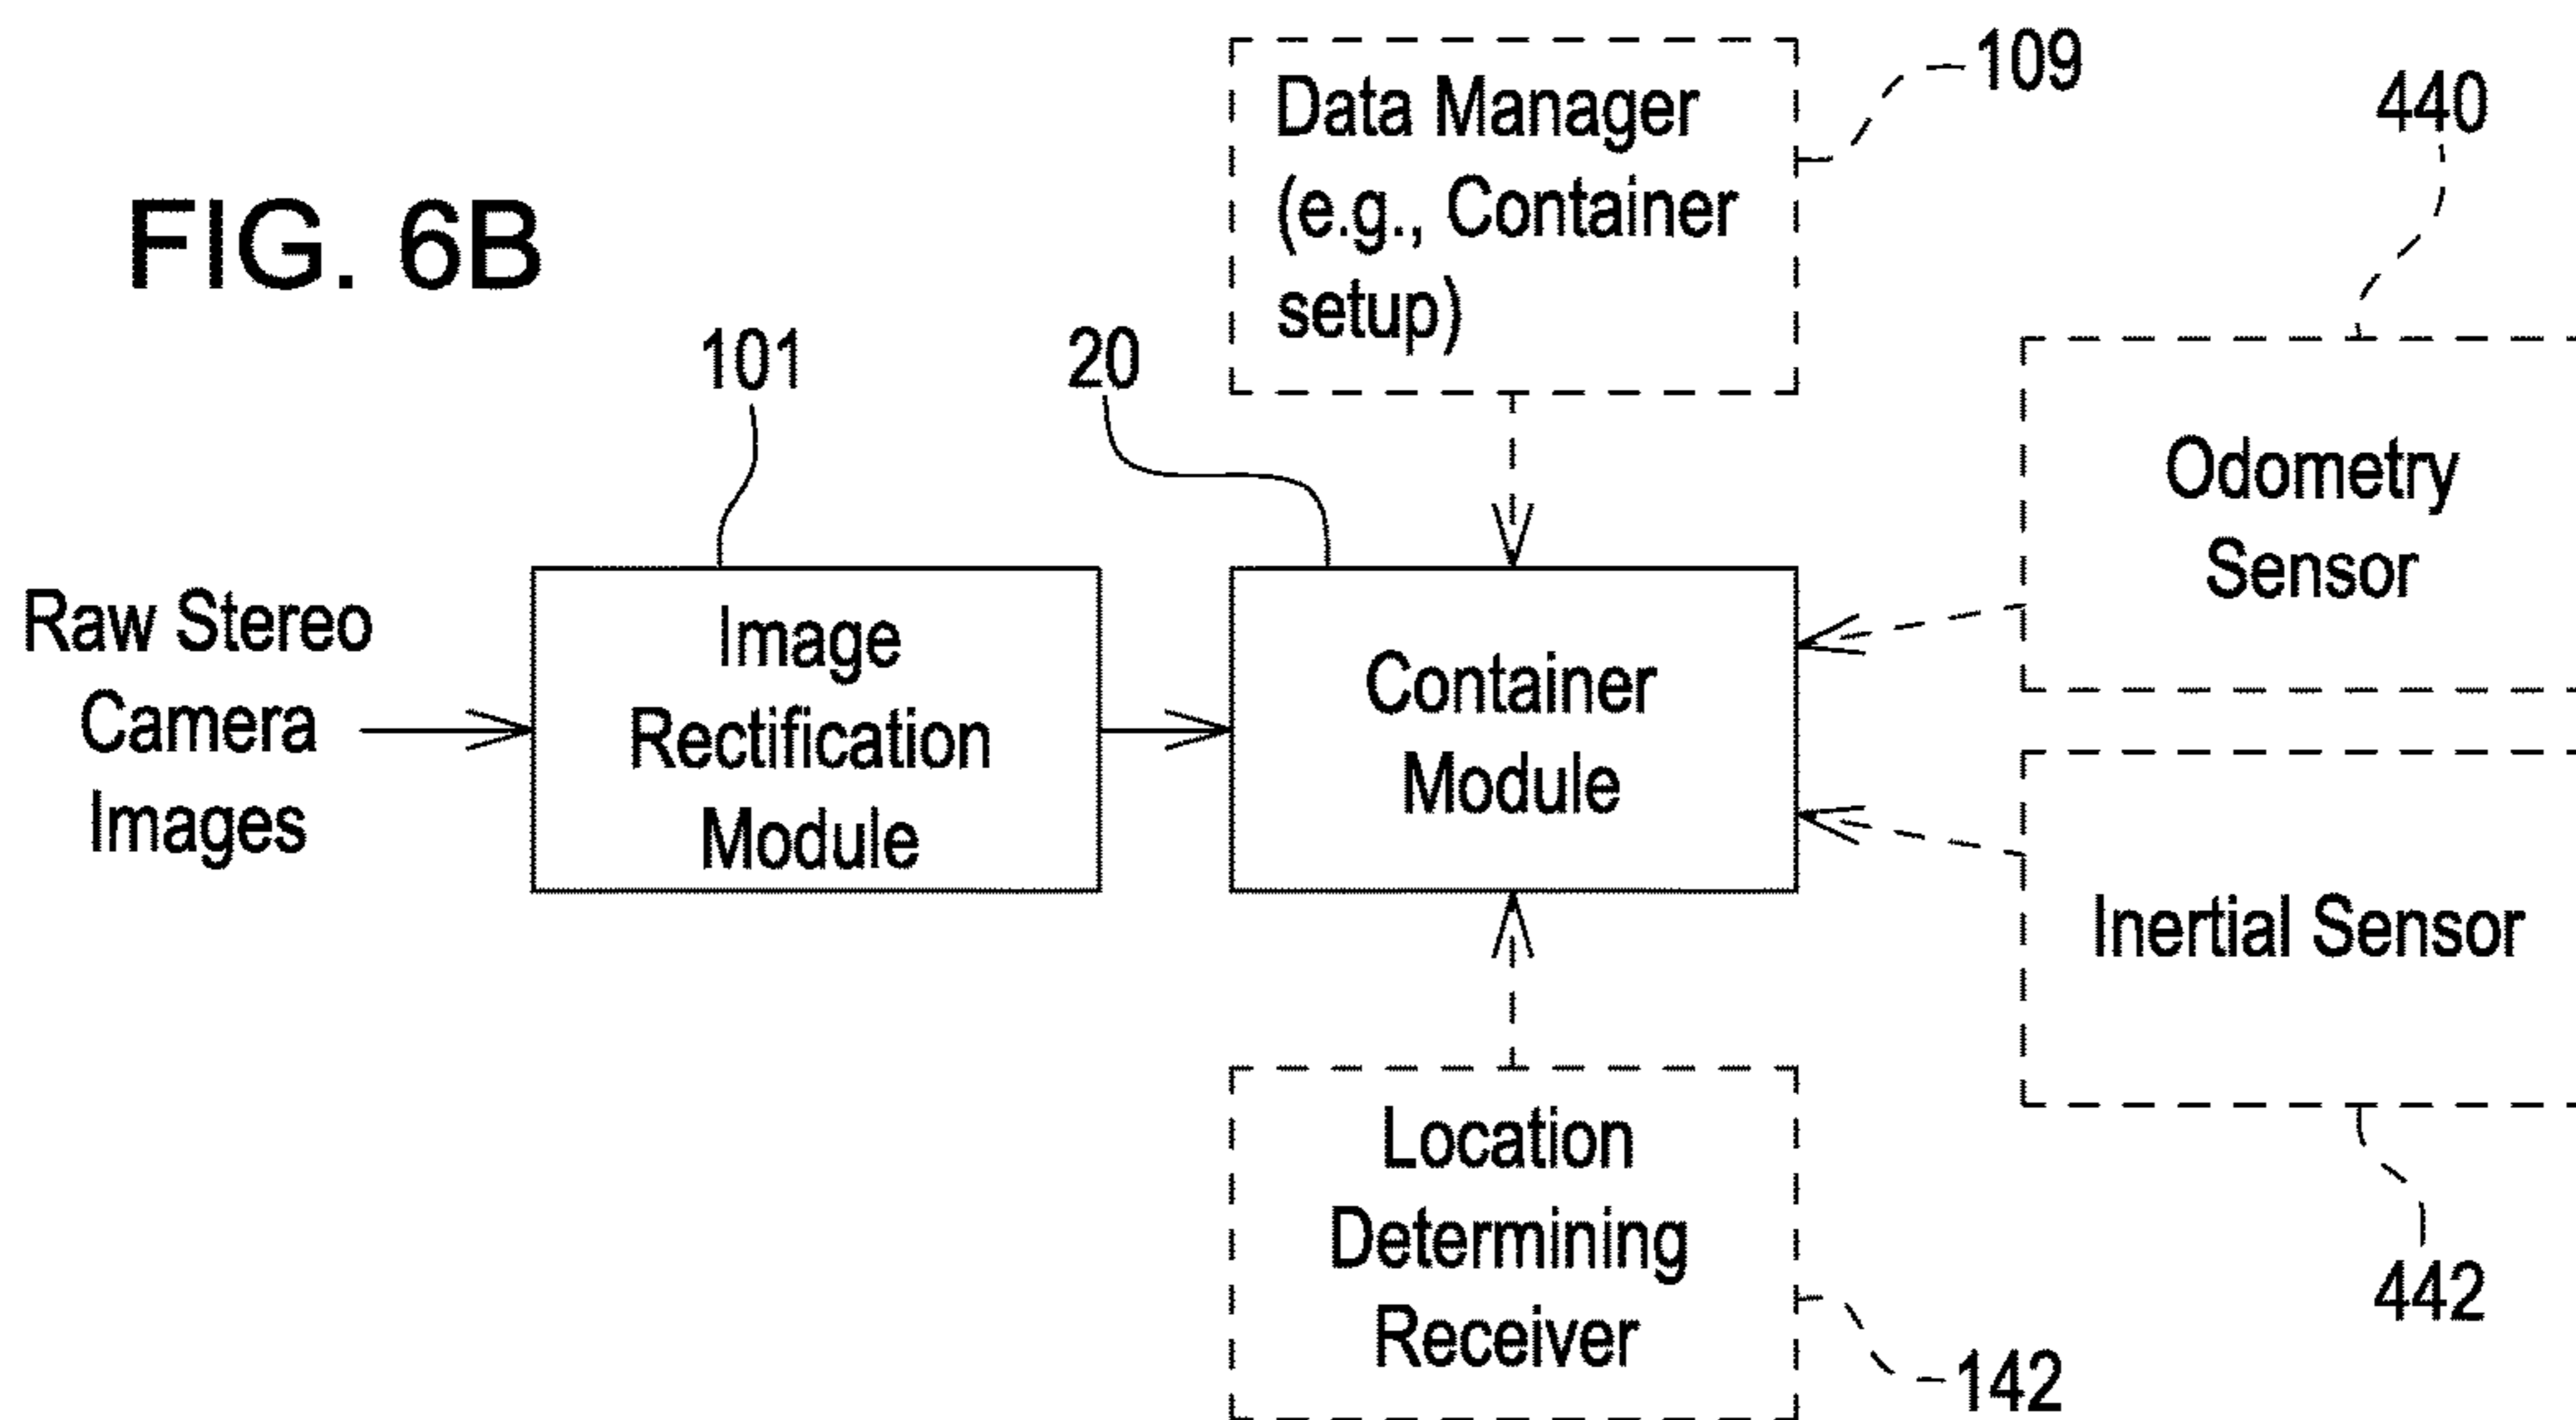 FIG. 6B
Data Manager
(e.g., Container
setup)
109
440
101
20
Odometry
Sensor
Raw Stereo
Camera
Images
Image
Rectification
Module
Container
Module
Inertial Sensor
Location
Determining
Receiver
442
142